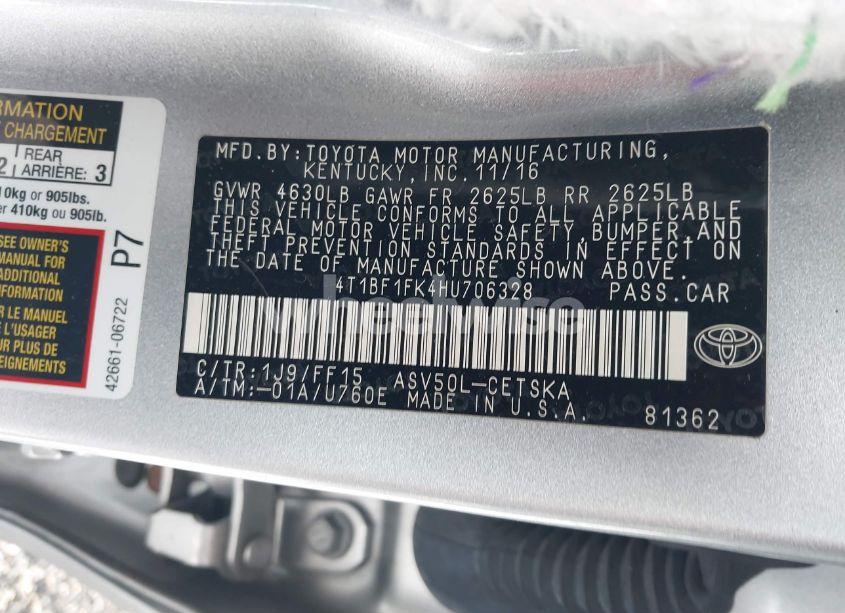 RMATION
CHARGEMENT
2 REAR ARRIÈRE: 3
10kg or 905lbs.
er 410kg ou 905lb.
SEE OWNER'S
MANUAL FOR
ADDITIONAL
INFORMATION
R LE MANUEL
L'USAGER
PLUS DE
P7
42661-06722
MFD.BY:TOYOTA MOTOR MANUFACTURING,
KENTUCKY,INC.11/16
GVWR 4630LB GAWR FR 2625LB RR 2625LB
THIS VEHICLE CONFORMS TO ALL APPLICABLE
FEDERAL MOTOR VEHICLE SAFETY,BUMPER,AND
THEFT PREVENTION STANDARDS IN EFFECT ON
THE DATE OF MANUFACTURE SHOWN ABOVE.
4T1BF1FK4HU706328 PASS.CAR
wheelwise
C/TR:1J9/FF15 ASV50L-CETSKA
A/TM:-01A/U760E MADE IN U.S.A. 81362